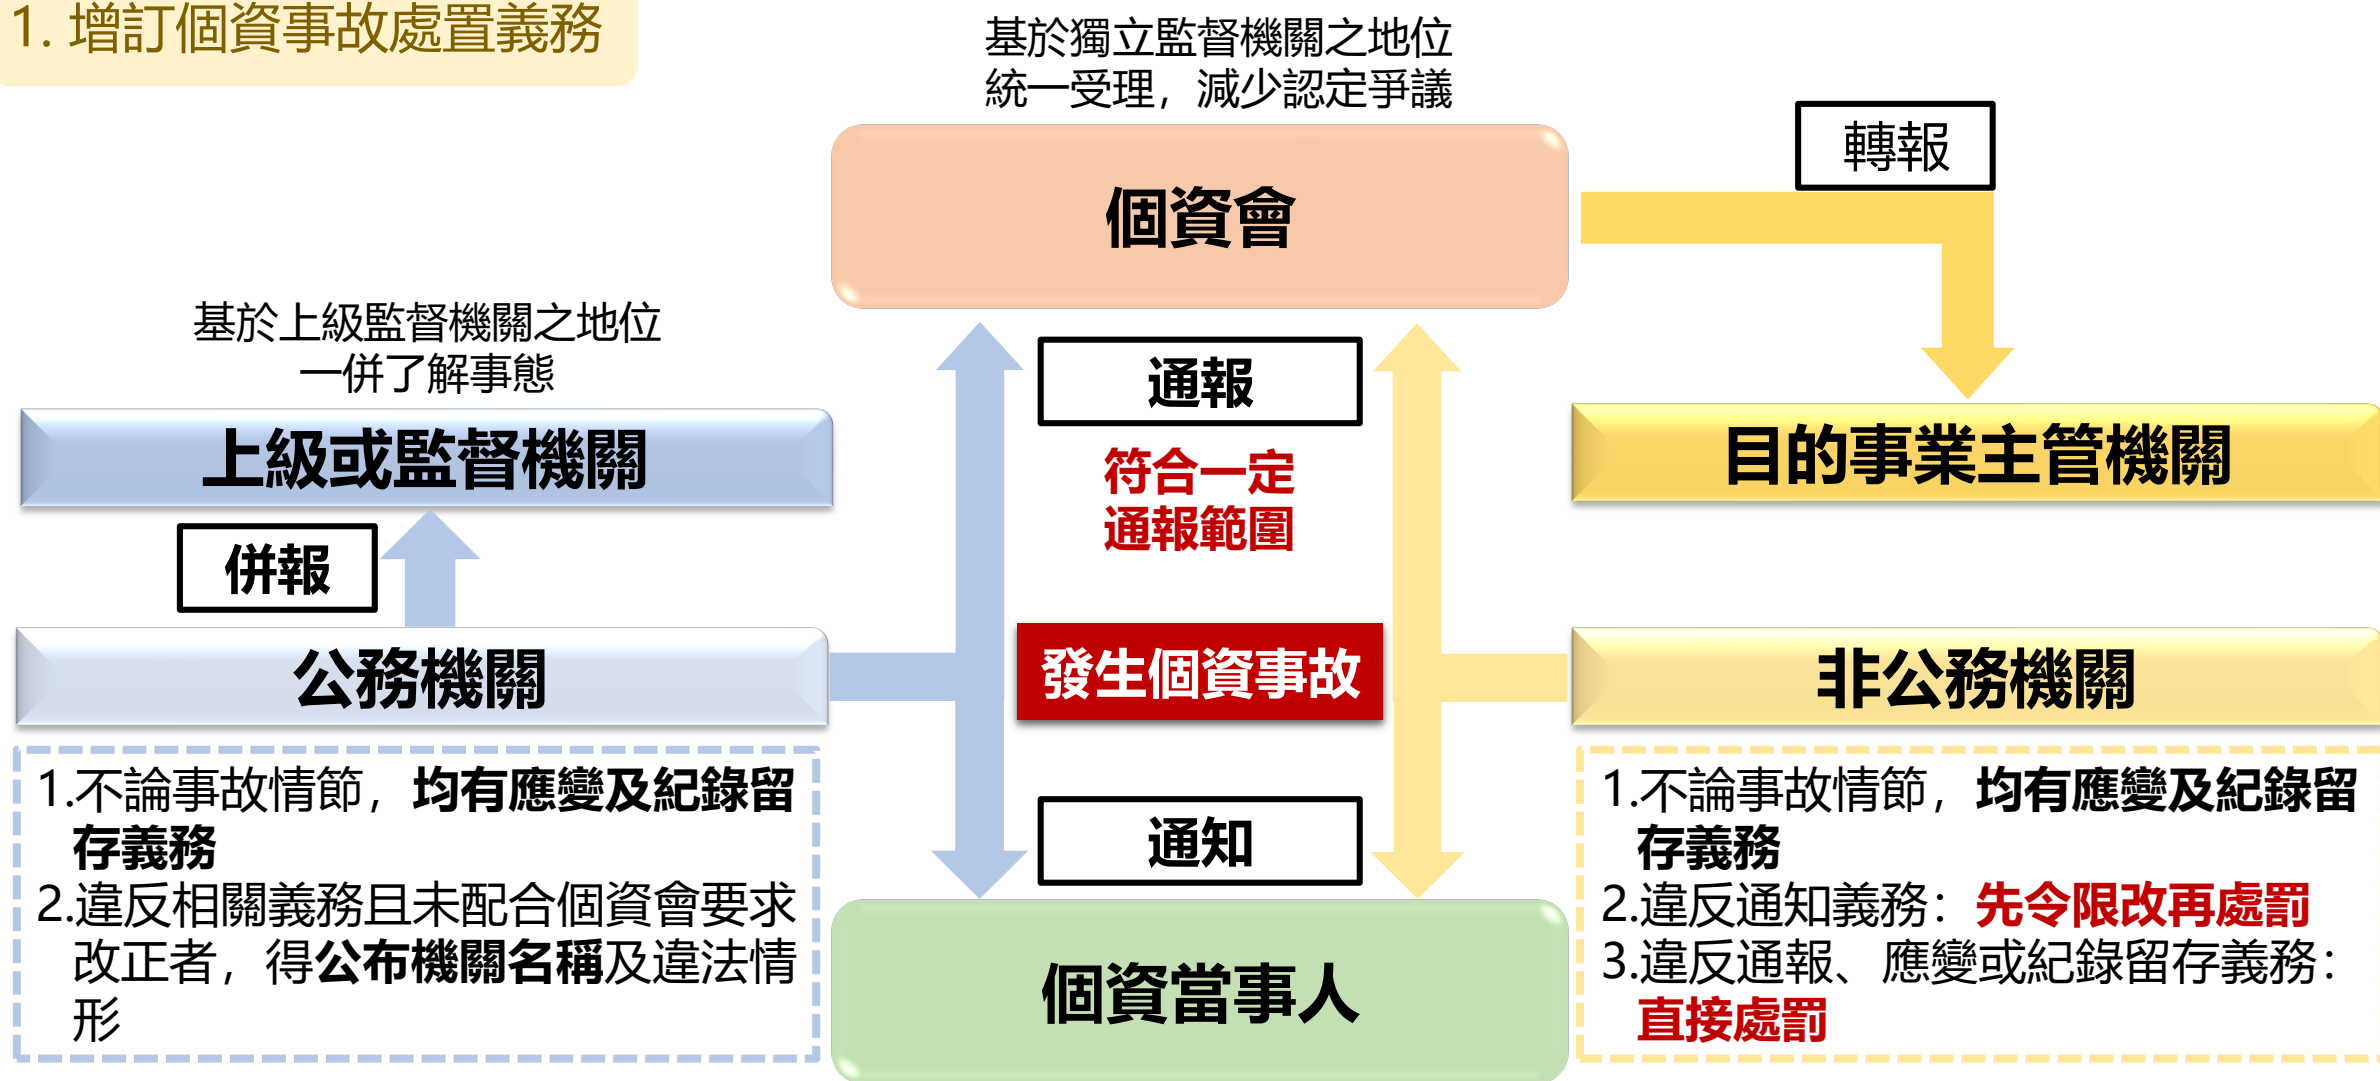 1. 增訂個資事故處置義務
基於獨立監督機關之地位
統一受理，減少認定爭議
轉報
個資會
基於上級監督機關之地位
一併了解事態
通報
上級或監督機關
符合一定
通報範圍
目的事業主管機關
併報
公務機關
發生個資事故
非公務機關
1.不論事故情節，均有應變及紀錄留
存義務
2.違反相關義務且未配合個資會要求
改正者，得公布機關名稱及違法情
形
通知
個資當事人
1.不論事故情節，均有應變及紀錄留
存義務
2.違反通知義務：先令限改再處罰
3.違反通報、應變或紀錄留存義務：
直接處罰